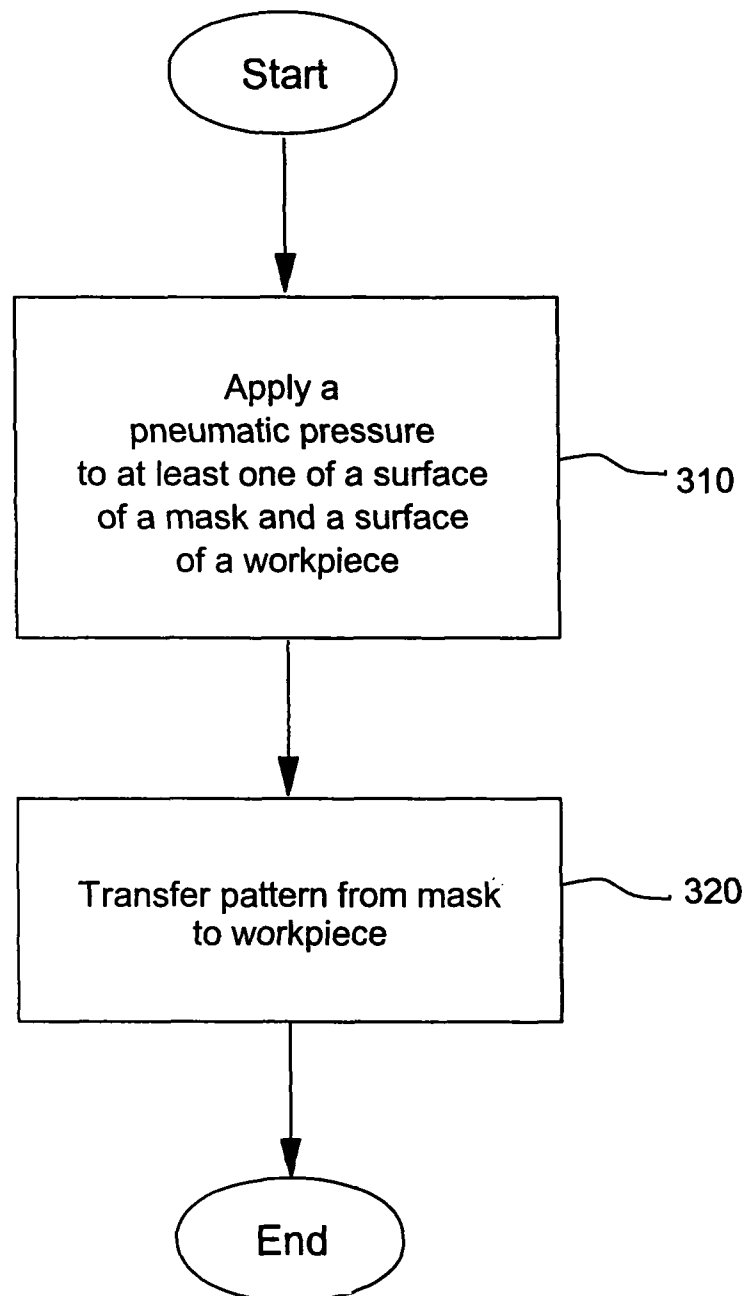 Start
Apply a
pneumatic pressure
to at least one of a surface
of a mask and a surface
of a workpiece
310
Transfer pattern from mask
to workpiece
320
End